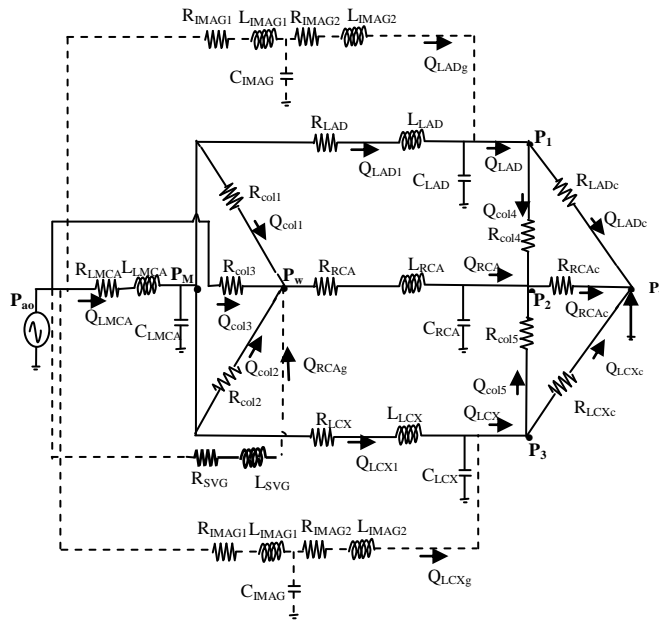 R_IMAG1 L_IMAG1 R_IMAG2 L_IMAG2
Q_LADg
C_IMAG
R_LAD L_LAD P_1
Q_LAD1 C_LAD Q_LAD
R_LADc
R_col1
Q_col1
Q_col4
Q_LADc
R_col4
R_LMCA L_LMCA P_M R_col3 P_w R_RCA L_RCA Q_RCA R_RCAc
P_ao P
Q_LMCA Q_col3 P_2 Q_RCAc
C_LMCA C_RCA
R_col5
Q_col2 Q_RCAg Q_LCXc
R_col2
Q_col5 R_LCXc
R_LCX L_LCX Q_LCX
Q_LCX1 C_LCX P_3
R_SVG L_SVG
R_IMAG1 L_IMAG1 R_IMAG2 L_IMAG2
Q_LCXg
C_IMAG